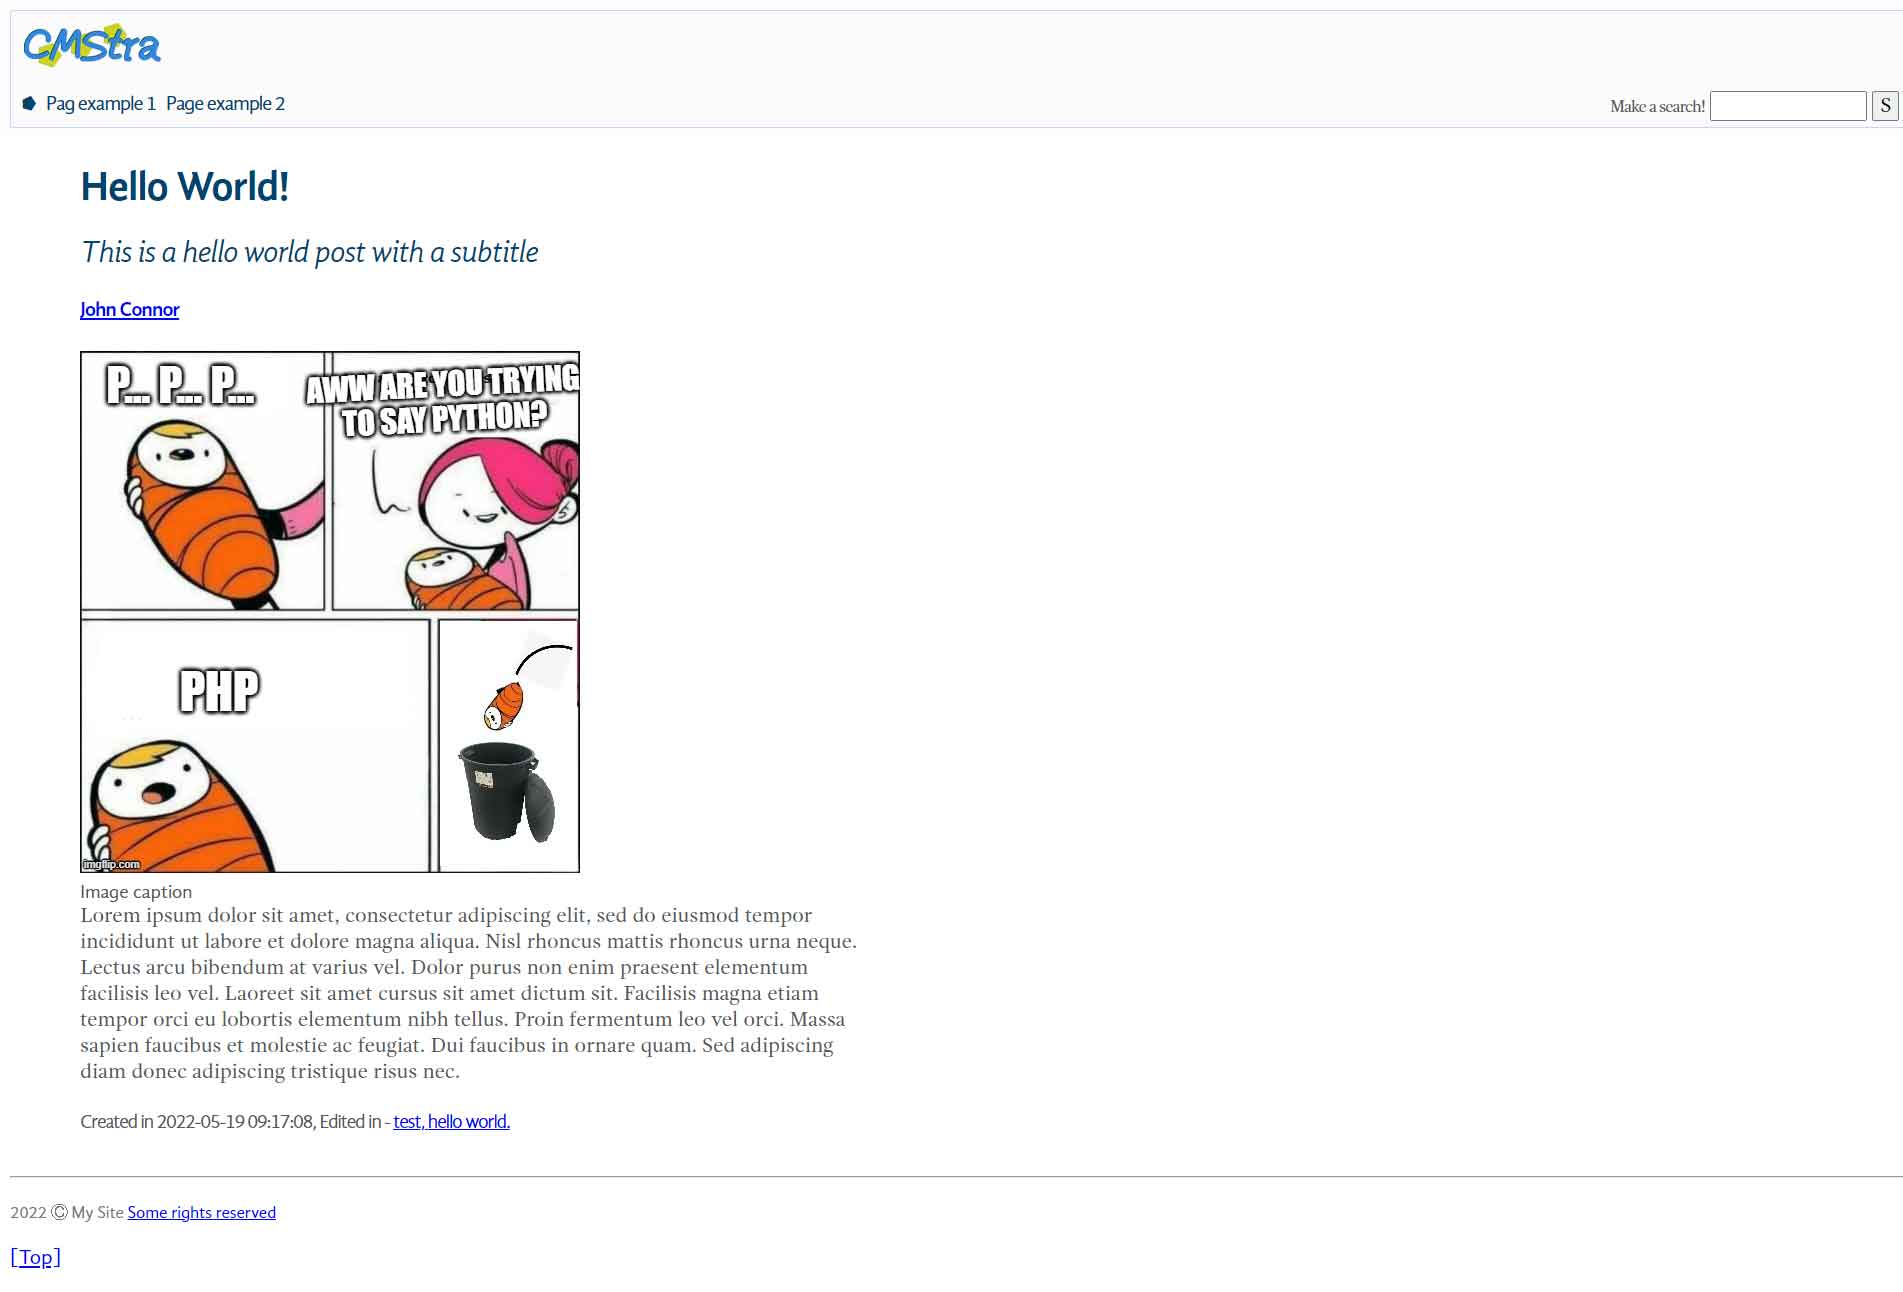 CMStra
Pag example 1 Page example 2
Make a search! S
Hello World!
This is a hello world post with a subtitle
John Connor
P... P... P...
AWW ARE YOU TRYING
TO SAY PYTHON?
PHP
imgflip.com
Image caption
Lorem ipsum dolor sit amet, consectetur adipiscing elit, sed do eiusmod tempor
incididunt ut labore et dolore magna aliqua. Nisl rhoncus mattis rhoncus urna neque.
Lectus arcu bibendum at varius vel. Dolor purus non enim praesent elementum
facilisis leo vel. Laoreet sit amet cursus sit amet dictum sit. Facilisis magna etiam
tempor orci eu lobortis elementum nibh tellus. Proin fermentum leo vel orci. Massa
sapien faucibus et molestie ac feugiat. Dui faucibus in ornare quam. Sed adipiscing
diam donec adipiscing tristique risus nec.
Created in 2022-05-19 09:17:08, Edited in - test, hello world.
2022 © My Site Some rights reserved
[Top]